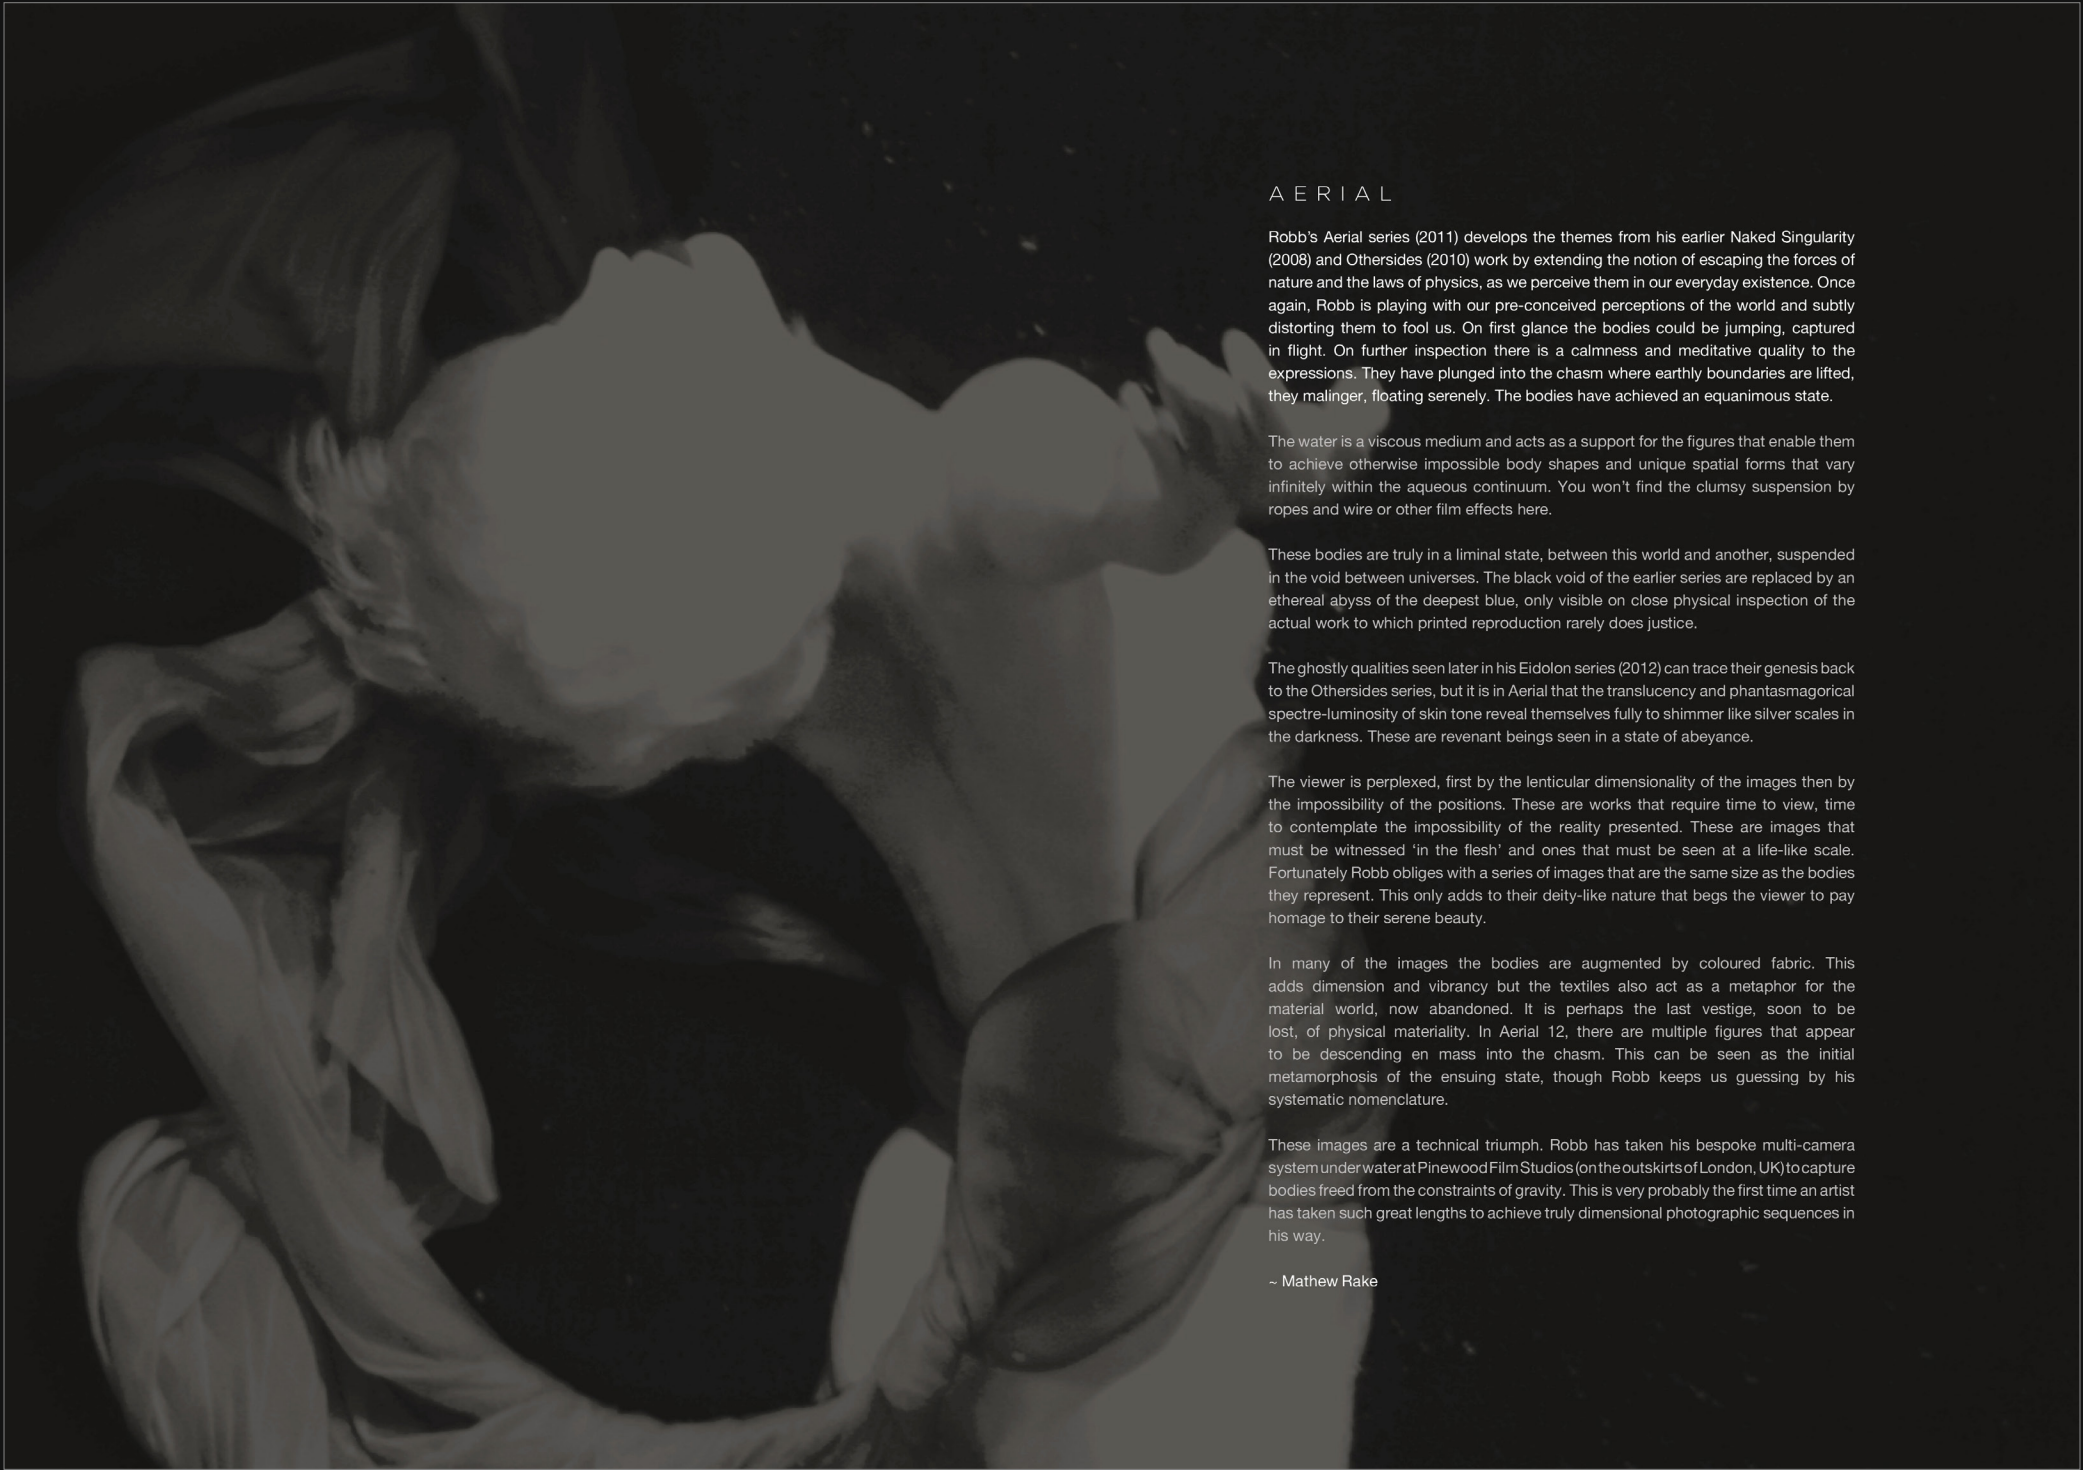 AERIAL
Robb’s Aerial series (2011) develops the themes from his earlier Naked Singularity
(2008) and Othersides (2010) work by extending the notion of escaping the forces of
nature and the laws of physics, as we perceive them in our everyday existence. Once
again, Robb is playing with our pre-conceived perceptions of the world and subtly
distorting them to fool us. On first glance the bodies could be jumping, captured
in flight. On further inspection there is a calmness and meditative quality to the
expressions. They have plunged into the chasm where earthly boundaries are lifted,
they malinger, floating serenely. The bodies have achieved an equanimous state.
The water is a viscous medium and acts as a support for the figures that enable them
to achieve otherwise impossible body shapes and unique spatial forms that vary
infinitely within the aqueous continuum. You won’t find the clumsy suspension by
ropes and wire or other film effects here.
These bodies are truly in a liminal state, between this world and another, suspended
in the void between universes. The black void of the earlier series are replaced by an
ethereal abyss of the deepest blue, only visible on close physical inspection of the
actual work to which printed reproduction rarely does justice.
The ghostly qualities seen later in his Eidolon series (2012) can trace their genesis back
to the Othersides series, but it is in Aerial that the translucency and phantasmagorical
spectre-luminosity of skin tone reveal themselves fully to shimmer like silver scales in
the darkness. These are revenant beings seen in a state of abeyance.
The viewer is perplexed, first by the lenticular dimensionality of the images then by
the impossibility of the positions. These are works that require time to view, time
to contemplate the impossibility of the reality presented. These are images that
must be witnessed ‘in the flesh’ and ones that must be seen at a life-like scale.
Fortunately Robb obliges with a series of images that are the same size as the bodies
they represent. This only adds to their deity-like nature that begs the viewer to pay
homage to their serene beauty.
In many of the images the bodies are augmented by coloured fabric. This
adds dimension and vibrancy but the textiles also act as a metaphor for the
material world, now abandoned. It is perhaps the last vestige, soon to be
lost, of physical materiality. In Aerial 12, there are multiple figures that appear
to be descending en mass into the chasm. This can be seen as the initial
metamorphosis of the ensuing state, though Robb keeps us guessing by his
systematic nomenclature.
These images are a technical triumph. Robb has taken his bespoke multi-camera
system under water at Pinewood Film Studios (on the outskirts of London, UK) to capture
bodies freed from the constraints of gravity. This is very probably the first time an artist
has taken such great lengths to achieve truly dimensional photographic sequences in
his way.
~ Mathew Rake